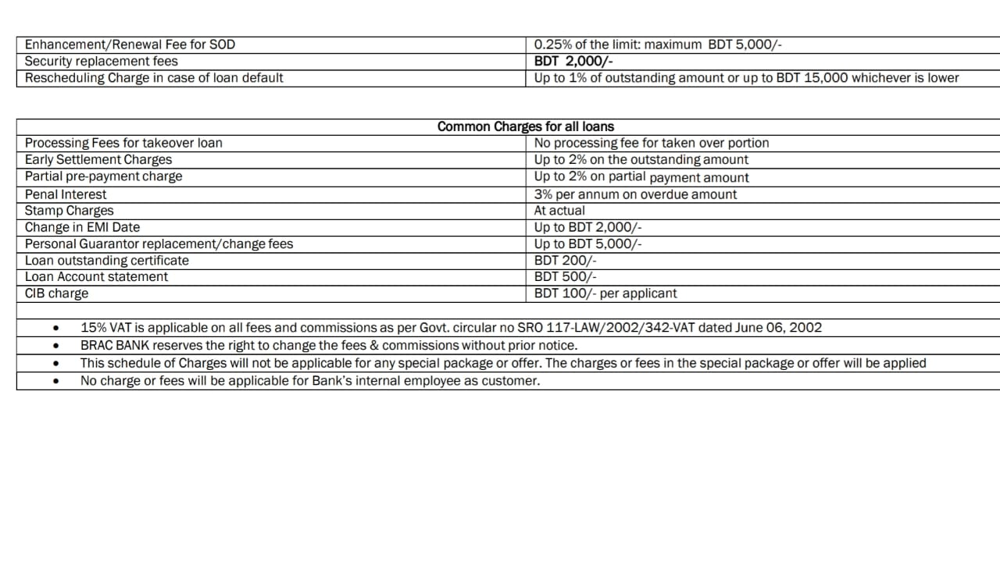 Enhancement/Renewal Fee for SOD 0.25% of the limit: maximum BDT 5,000/-
Security replacement fees BDT 2,000/-
Rescheduling Charge in case of loan default Up to 1% of outstanding amount or up to BDT 15,000 whichever is lower
Common Charges for all loans
Processing Fees for takeover loan No processing fee for taken over portion
Early Settlement Charges Up to 2% on the outstanding amount
Partial pre-payment charge Up to 2% on partial payment amount
Penal Interest 3% per annum on overdue amount
Stamp Charges At actual
Change in EMI Date Up to BDT 2,000/-
Personal Guarantor replacement/change fees Up to BDT 5,000/-
Loan outstanding certificate BDT 200/-
Loan Account statement BDT 500/-
CIB charge BDT 100/- per applicant
• 15% VAT is applicable on all fees and commissions as per Govt. circular no SRO 117-LAW/2002/342-VAT dated June 06, 2002
• BRAC BANK reserves the right to change the fees & commissions without prior notice.
• This schedule of Charges will not be applicable for any special package or offer. The charges or fees in the special package or offer will be applied
• No charge or fees will be applicable for Bank's internal employee as customer.